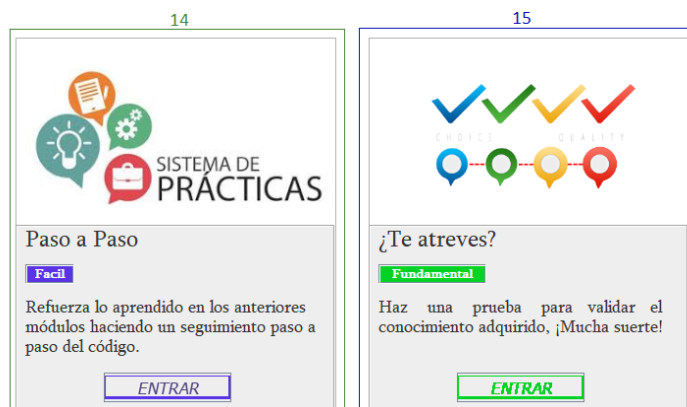 14
SISTEMA DE
PRÁCTICAS
Paso a Paso
Facil
Refuerza lo aprendido en los anteriores
módulos haciendo un seguimiento paso a
paso del código.
ENTRAR
15
CHOICE QUALITY
¿Te atreves?
Fundamental
Haz una prueba para validar el
conocimiento adquirido, ¡Mucha suerte!
ENTRAR